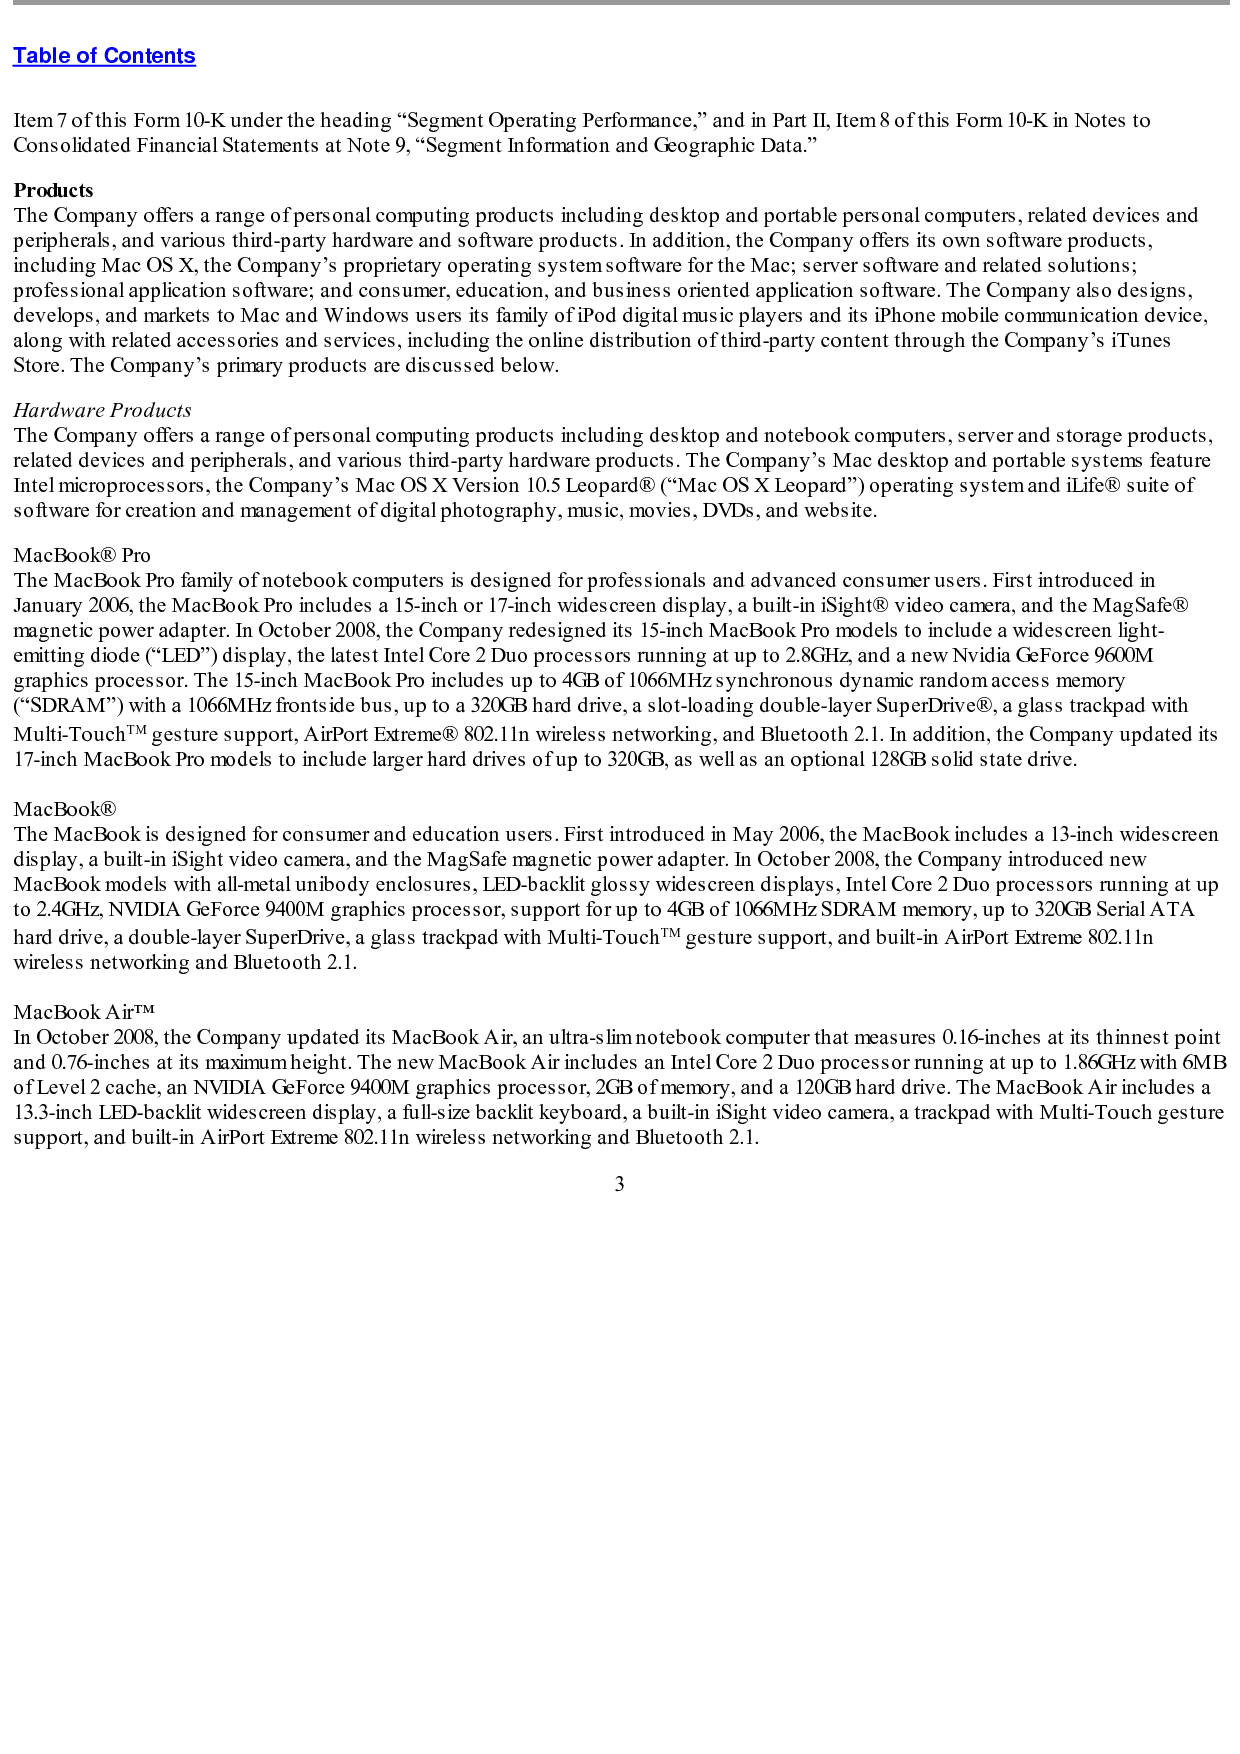 Table of Contents
Item 7 of this Form 10-K under the heading “Segment Operating Performance,” and in Part II, Item 8 of this Form 10-K in Notes to
Consolidated Financial Statements at Note 9, “Segment Information and Geographic Data.”
Products
The Company offers a range of personal computing products including desktop and portable personal computers, related devices and
peripherals, and various third-party hardware and software products. In addition, the Company offers its own software products,
including Mac OS X, the Company’s proprietary operating system software for the Mac; server software and related solutions;
professional application software; and consumer, education, and business oriented application software. The Company also designs,
develops, and markets to Mac and Windows users its family of iPod digital music players and its iPhone mobile communication device,
along with related accessories and services, including the online distribution of third-party content through the Company’s iTunes
Store. The Company’s primary products are discussed below.
Hardware Products
The Company offers a range of personal computing products including desktop and notebook computers, server and storage products,
related devices and peripherals, and various third-party hardware products. The Company’s Mac desktop and portable systems feature
Intel microprocessors, the Company’s Mac OS X Version 10.5 Leopard® (“Mac OS X Leopard”) operating system and iLife® suite of
software for creation and management of digital photography, music, movies, DVDs, and website.
MacBook® Pro
The MacBook Pro family of notebook computers is designed for professionals and advanced consumer users. First introduced in
January 2006, the MacBook Pro includes a 15-inch or 17-inch widescreen display, a built-in iSight® video camera, and the MagSafe®
magnetic power adapter. In October 2008, the Company redesigned its 15-inch MacBook Pro models to include a widescreen light-
emitting diode (“LED”) display, the latest Intel Core 2 Duo processors running at up to 2.8GHz, and a new Nvidia GeForce 9600M
graphics processor. The 15-inch MacBook Pro includes up to 4GB of 1066MHz synchronous dynamic random access memory
(“SDRAM”) with a 1066MHz frontside bus, up to a 320GB hard drive, a slot-loading double-layer SuperDrive®, a glass trackpad with
Multi-Touch™ gesture support, AirPort Extreme® 802.11n wireless networking, and Bluetooth 2.1. In addition, the Company updated its
17-inch MacBook Pro models to include larger hard drives of up to 320GB, as well as an optional 128GB solid state drive.
MacBook®
The MacBook is designed for consumer and education users. First introduced in May 2006, the MacBook includes a 13-inch widescreen
display, a built-in iSight video camera, and the MagSafe magnetic power adapter. In October 2008, the Company introduced new
MacBook models with all-metal unibody enclosures, LED-backlit glossy widescreen displays, Intel Core 2 Duo processors running at up
to 2.4GHz, NVIDIA GeForce 9400M graphics processor, support for up to 4GB of 1066MHz SDRAM memory, up to 320GB Serial ATA
hard drive, a double-layer SuperDrive, a glass trackpad with Multi-Touch™ gesture support, and built-in AirPort Extreme 802.11n
wireless networking and Bluetooth 2.1.
MacBook Air™
In October 2008, the Company updated its MacBook Air, an ultra-slim notebook computer that measures 0.16-inches at its thinnest point
and 0.76-inches at its maximum height. The new MacBook Air includes an Intel Core 2 Duo processor running at up to 1.86GHz with 6MB
of Level 2 cache, an NVIDIA GeForce 9400M graphics processor, 2GB of memory, and a 120GB hard drive. The MacBook Air includes a
13.3-inch LED-backlit widescreen display, a full-size backlit keyboard, a built-in iSight video camera, a trackpad with Multi-Touch gesture
support, and built-in AirPort Extreme 802.11n wireless networking and Bluetooth 2.1.
3